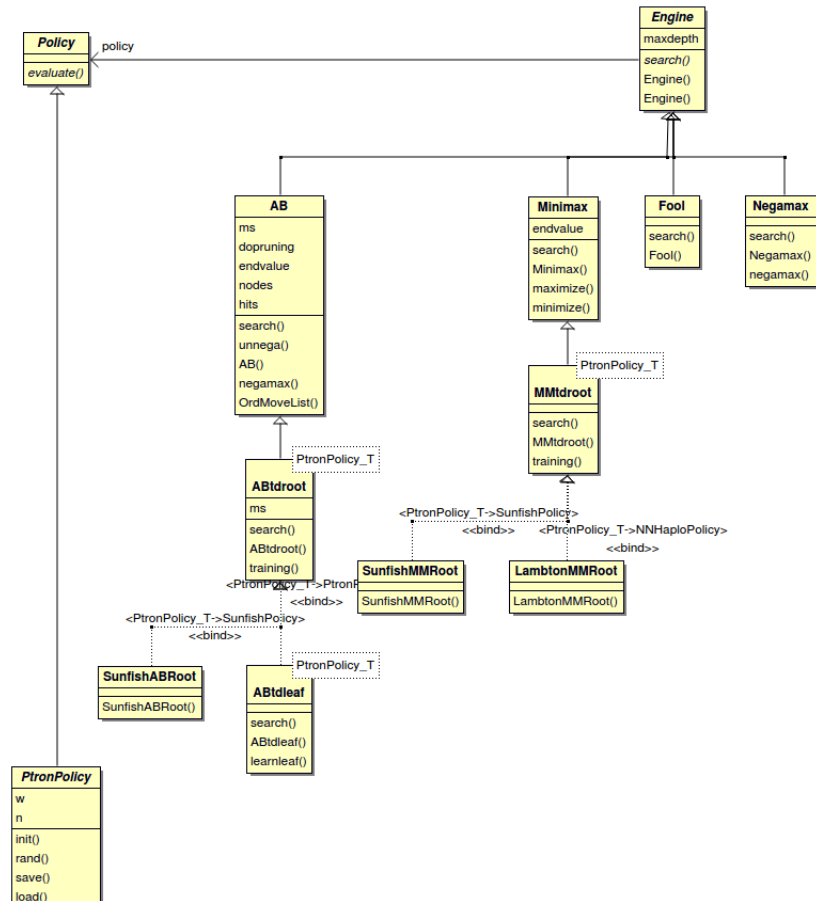 Engine
maxdepth
search()
Engine()
Engine()
Policy
evaluate()
policy
AB
ms
dopruning
endvalue
nodes
hits
search()
unnega()
AB()
negamax()
OrdMoveList()
Minimax
endvalue
search()
Minimax()
maximize()
minimize()
Fool
search()
Fool()
Negamax
search()
Negamax()
negamax()
PtronPolicy_T
MMtdroot
search()
MMtdroot()
training()
PtronPolicy_T
ABtdroot
ms
search()
ABtdroot()
training()
<PtronPolicy_T->SunfishPolicy>
<<bind>>
<PtronPolicy_T->NNHaploPolicy>
<<bind>>
SunfishMMRoot
SunfishMMRoot()
LambtonMMRoot
LambtonMMRoot()
<PtronPolicy_T->PtronP
<<bind>>
<PtronPolicy_T->SunfishPolicy>
<<bind>>
SunfishABRoot
SunfishABRoot()
PtronPolicy_T
ABtdleaf
search()
ABtdleaf()
learnleaf()
PtronPolicy
w
n
init()
rand()
save()
load()